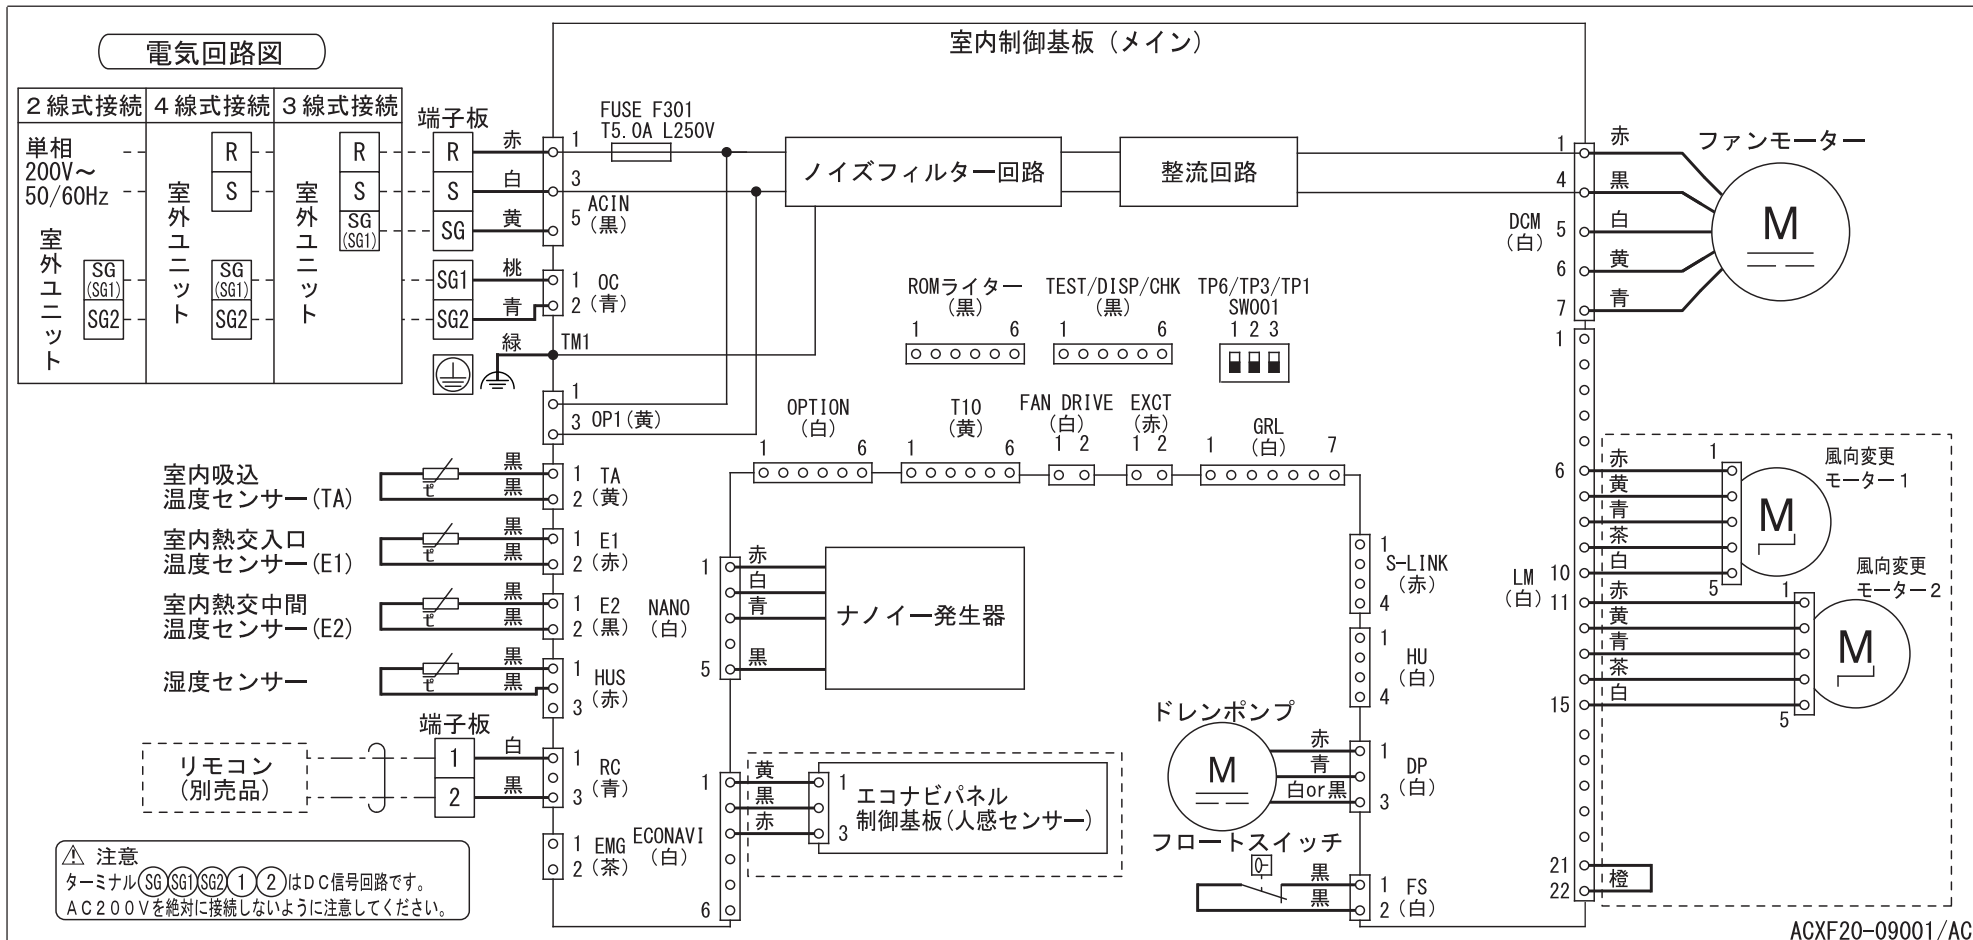 電気回路図
室内制御基板（メイン）
2線式接続 4線式接続 3線式接続
端子板
単相
200V～
50/60Hz
室外ユニット
SG
(SG1)
SG2
R
S
室外ユニット
SG
(SG1)
SG2
R
S
SG
(SG1)
室外ユニット
R
S
SG
SG1
SG2
赤
白
黄
桃
青
緑
1
3
5
ACIN
（黒）
FUSE F301
T5.0A L250V
1
2
OC
（青）
TM1
1
3 OP1（黄）
ノイズフィルター回路
整流回路
1
4
5
6
7
DCM
（白）
赤
黒
白
黄
青
ファンモーター
M
ROMライター
（黒）
1 6
TEST/DISP/CHK
（黒）
1 6
TP6/TP3/TP1
SW001
1 2 3
OPTION
（白）
1 6
T10
（黄）
1 6
FAN DRIVE
（白）
1 2
EXCT
（赤）
1 2
GRL
（白）
1 7
室内吸込
温度センサー(TA)
ﾋﾟ
黒
黒
1 TA
2（黄）
室内熱交入口
温度センサー(E1)
ﾋﾟ
黒
黒
1 E1
2（赤）
室内熱交中間
温度センサー(E2)
ﾋﾟ
黒
黒
1 E2
2（黒）
湿度センサー
ﾋﾟ
黒
黒
1
3
HUS
（赤）
リモコン
(別売品)
端子板
1
2
白
黒
1
3
RC
（青）
1 EMG
2（茶）
NANO
（白）
1
5
赤
白
青
黒
ナノイー発生器
ECONAVI
（白）
1
6
黄
黒
赤
1
3
エコナビパネル
制御基板(人感センサー)
1
4
S-LINK
（赤）
1
4
HU
（白）
ドレンポンプ
M
赤
青
白or黒
1
3
DP
（白）
フロートスイッチ
黒
黒
1 FS
2（白）
1
6
10
11
15
21
22
LM
（白）
赤
黄
青
茶
白
1
5
風向変更
モーター1
M
赤
黄
青
茶
白
1
5
風向変更
モーター2
M
橙
⚠ 注意
ターミナルSG SG1 SG2 1 2はDC信号回路です。
AC200Vを絶対に接続しないように注意してください。
ACXF20-09001/AC